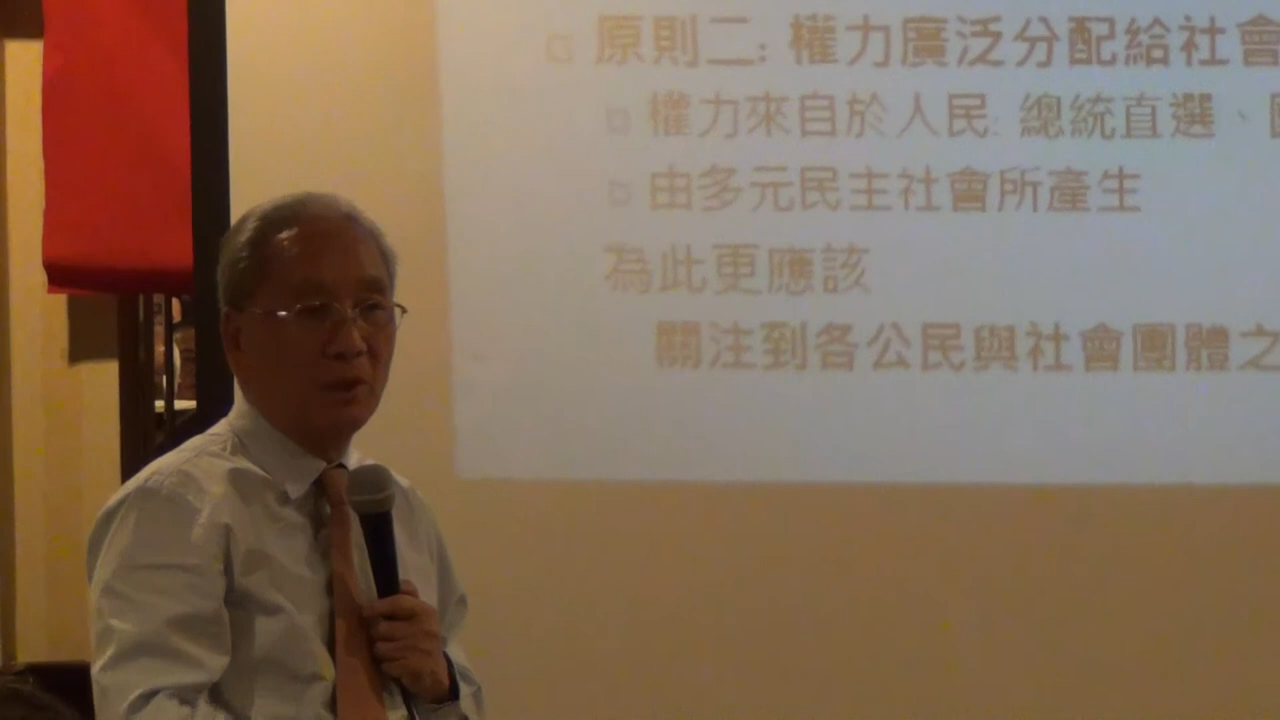 原則二: 權力廣泛分配給社會
權力來自於人民: 總統直選、
由多元民主社會所產生
為此更應該
關注到各公民與社會團體之